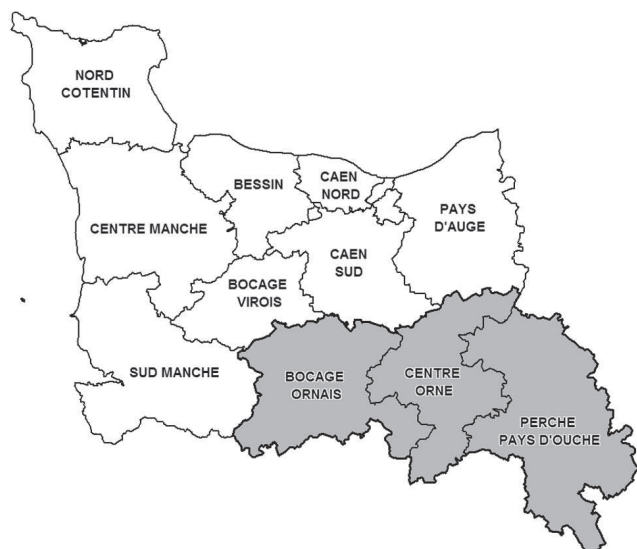 NORD
COTENTIN
CENTRE MANCHE
BESSIN
CAEN
NORD
PAYS
D'AUGE
CAEN
SUD
BOCAGE
VIROIS
SUD MANCHE
BOCAGE
ORNAIS
CENTRE
ORNE
PERCHE
PAYS D'OUCHE